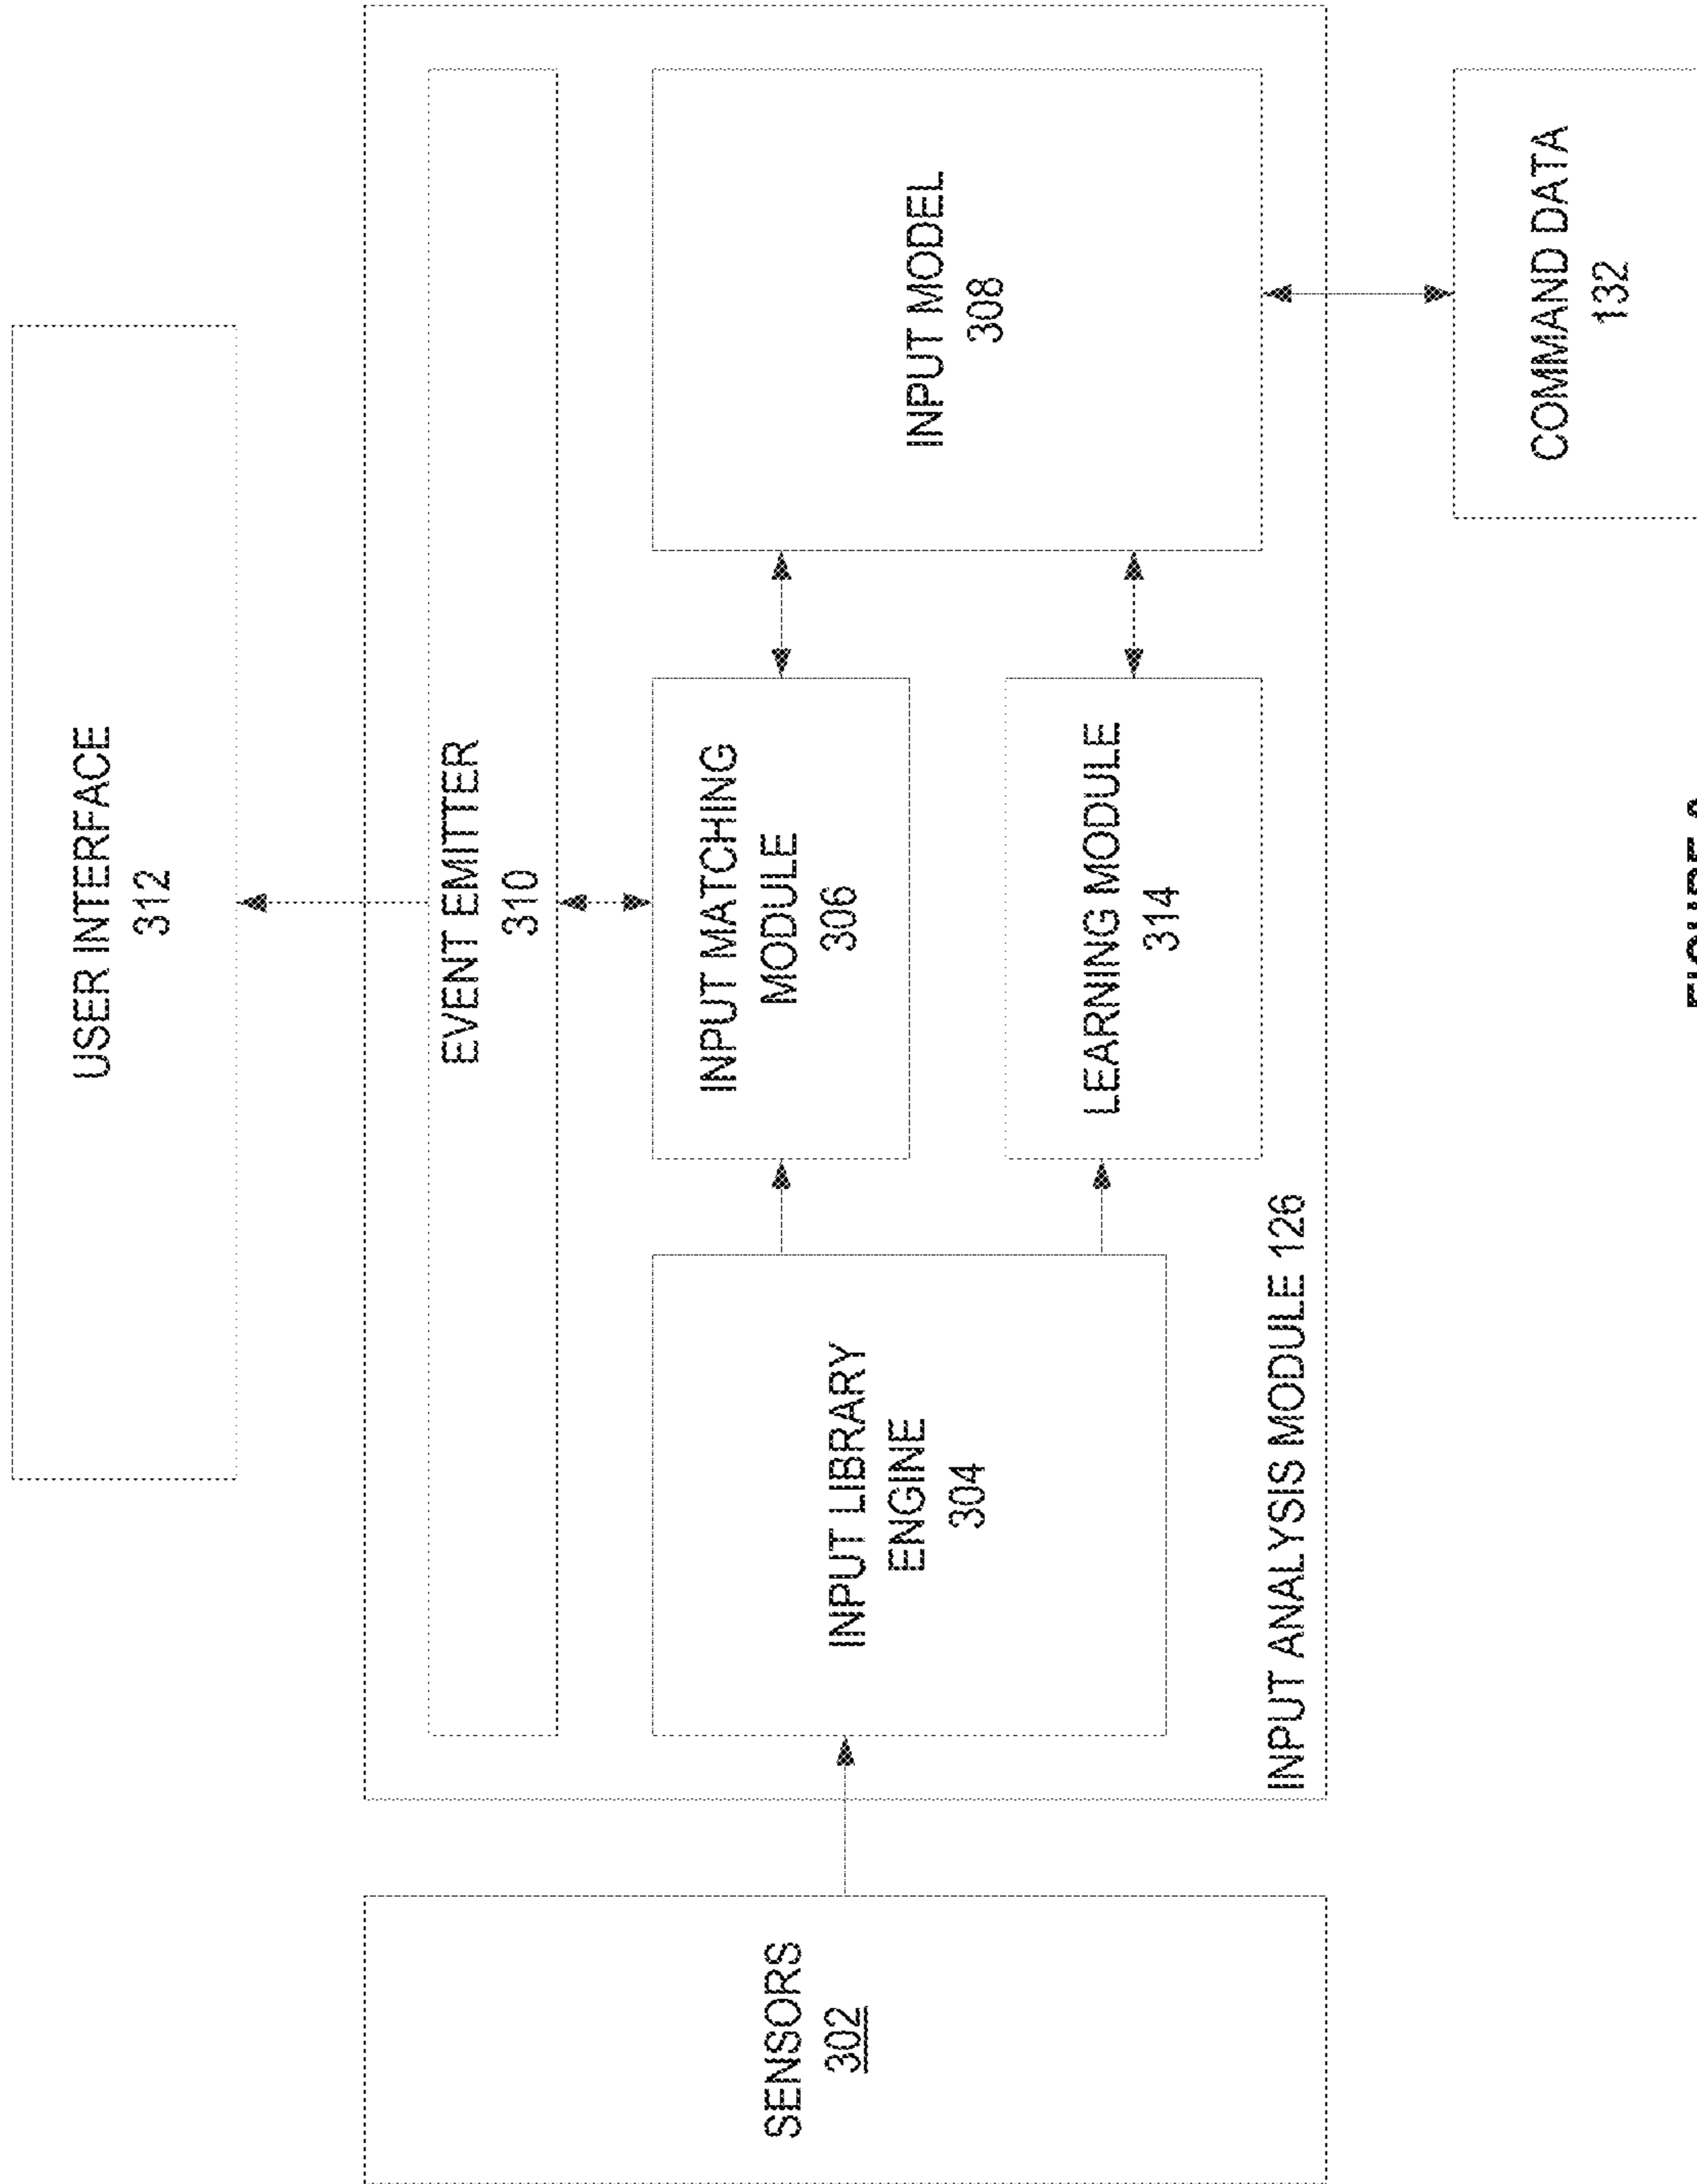 USER INTERFACE
312
EVENT EMITTER
310
SENSORS
302
INPUT LIBRARY
ENGINE
304
INPUT MATCHING
MODULE
306
LEARNING MODULE
314
INPUT MODEL
308
INPUT ANALYSIS MODULE 126
COMMAND DATA
132